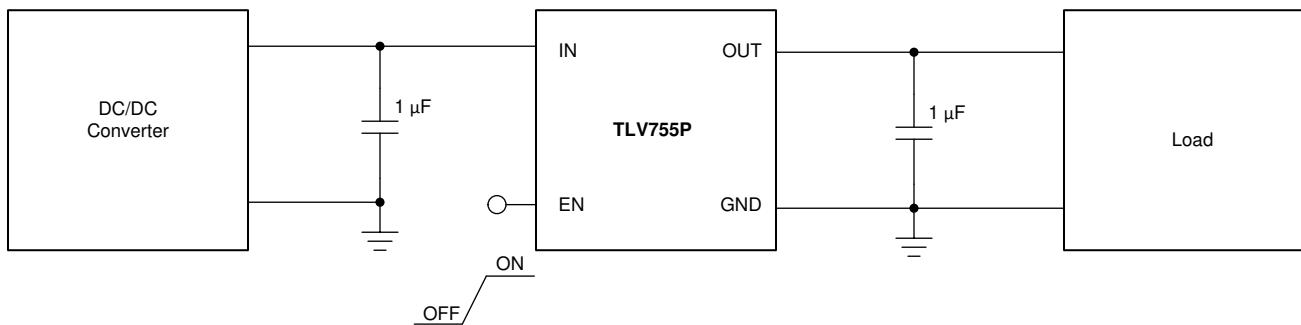 DC/DC
Converter
1 µF
IN
OUT
TLV755P
EN
GND
1 µF
Load
ON
OFF